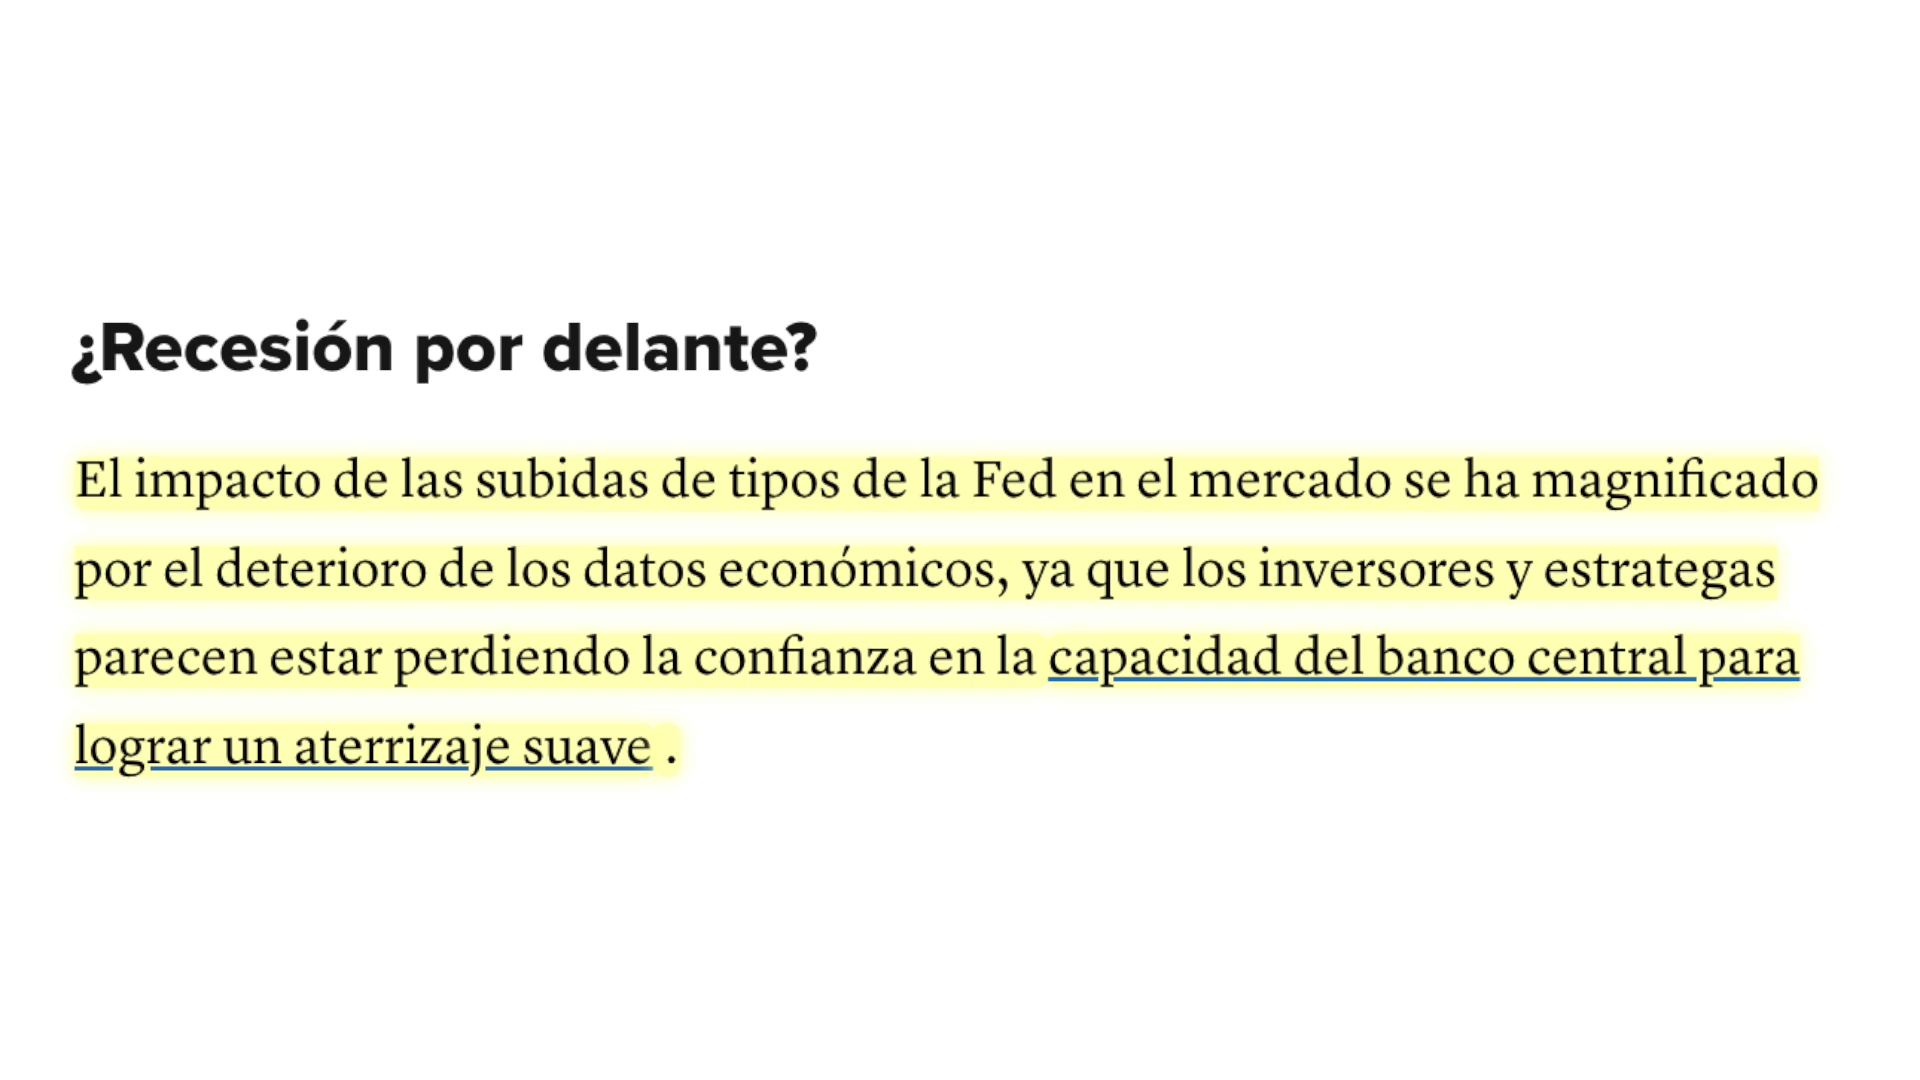 ¿Recesión por delante?
El impacto de las subidas de tipos de la Fed en el mercado se ha magnificado
por el deterioro de los datos económicos, ya que los inversores y estrategas
parecen estar perdiendo la confianza en la capacidad del banco central para
lograr un aterrizaje suave .